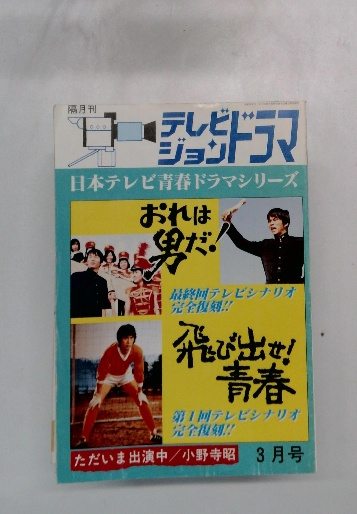 隔月刊
テレビ
ジョンドラマ
日本テレビ青春ドラマシリーズ
おれは
男だ!
最終回テレビシナリオ
完全復刻!!
飛び出せ!
青春
第1回テレビシナリオ
完全復刻!!
ただいま出演中/小野寺昭
3月号